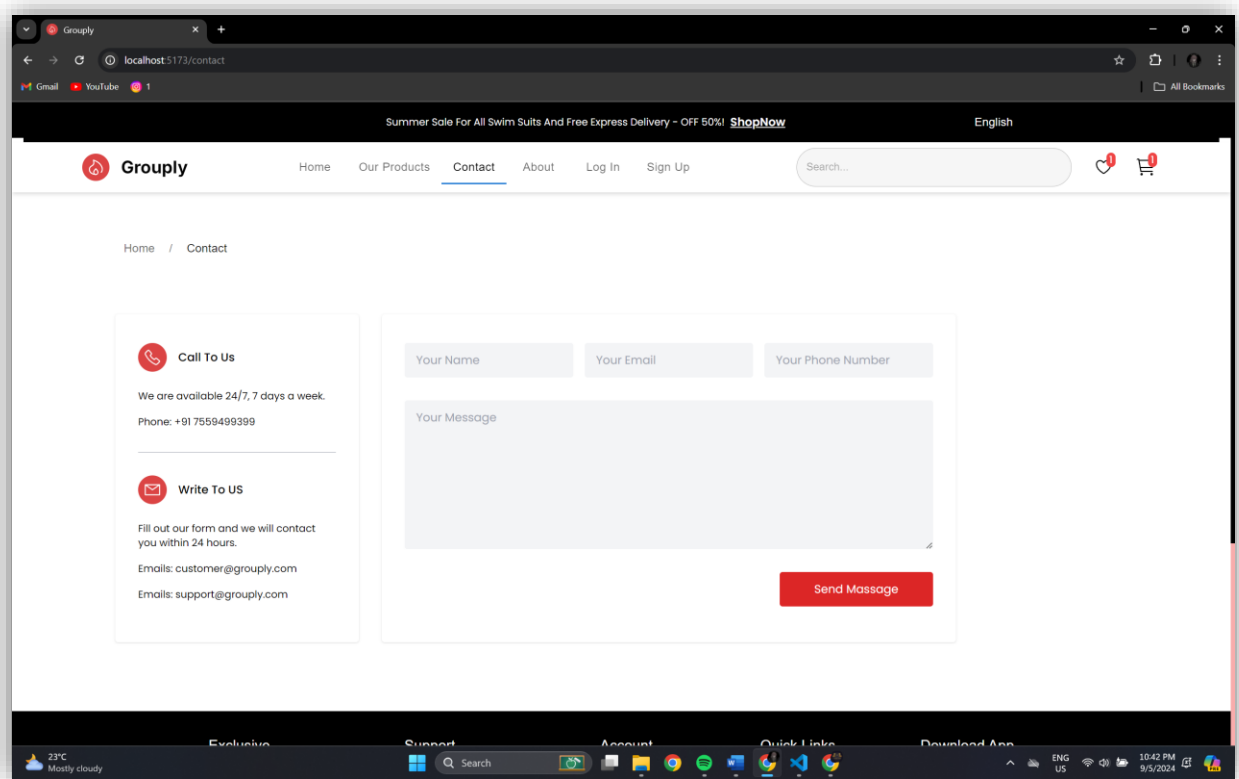 Grouply
localhost:5173/contact
Gmail YouTube 1 All Bookmarks
Summer Sale For All Swim Suits And Free Express Delivery - OFF 50%! ShopNow English
Grouply Home Our Products Contact About Log In Sign Up Search... 0 0
Home / Contact
Call To Us
We are available 24/7, 7 days a week.
Phone: +91 7559499399
Write To US
Fill out our form and we will contact
you within 24 hours.
Emails: customer@grouply.com
Emails: support@grouply.com
Your Name Your Email Your Phone Number
Your Message
Send Massage
Exclusive Support Account Quick Links Download App
23°C
Mostly cloudy
Search
ENG
US
10:42 PM
9/5/2024